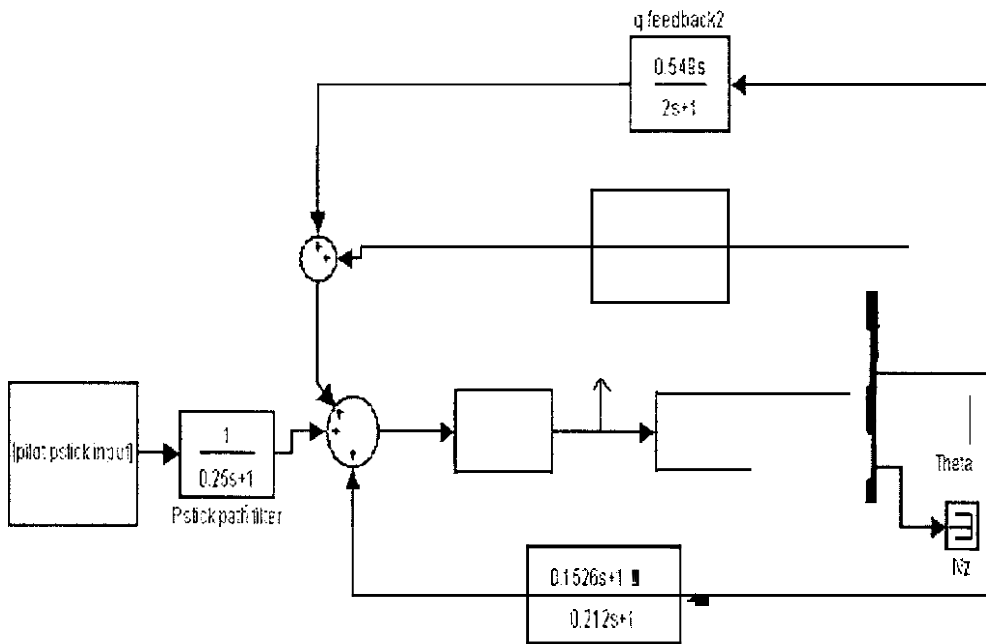 q feedback2
0.549s
2s+1
[pilot pstick input]
1
0.25s+1
Pstick path filter
Theta
Nz
0.1526s+1
0.212s+1